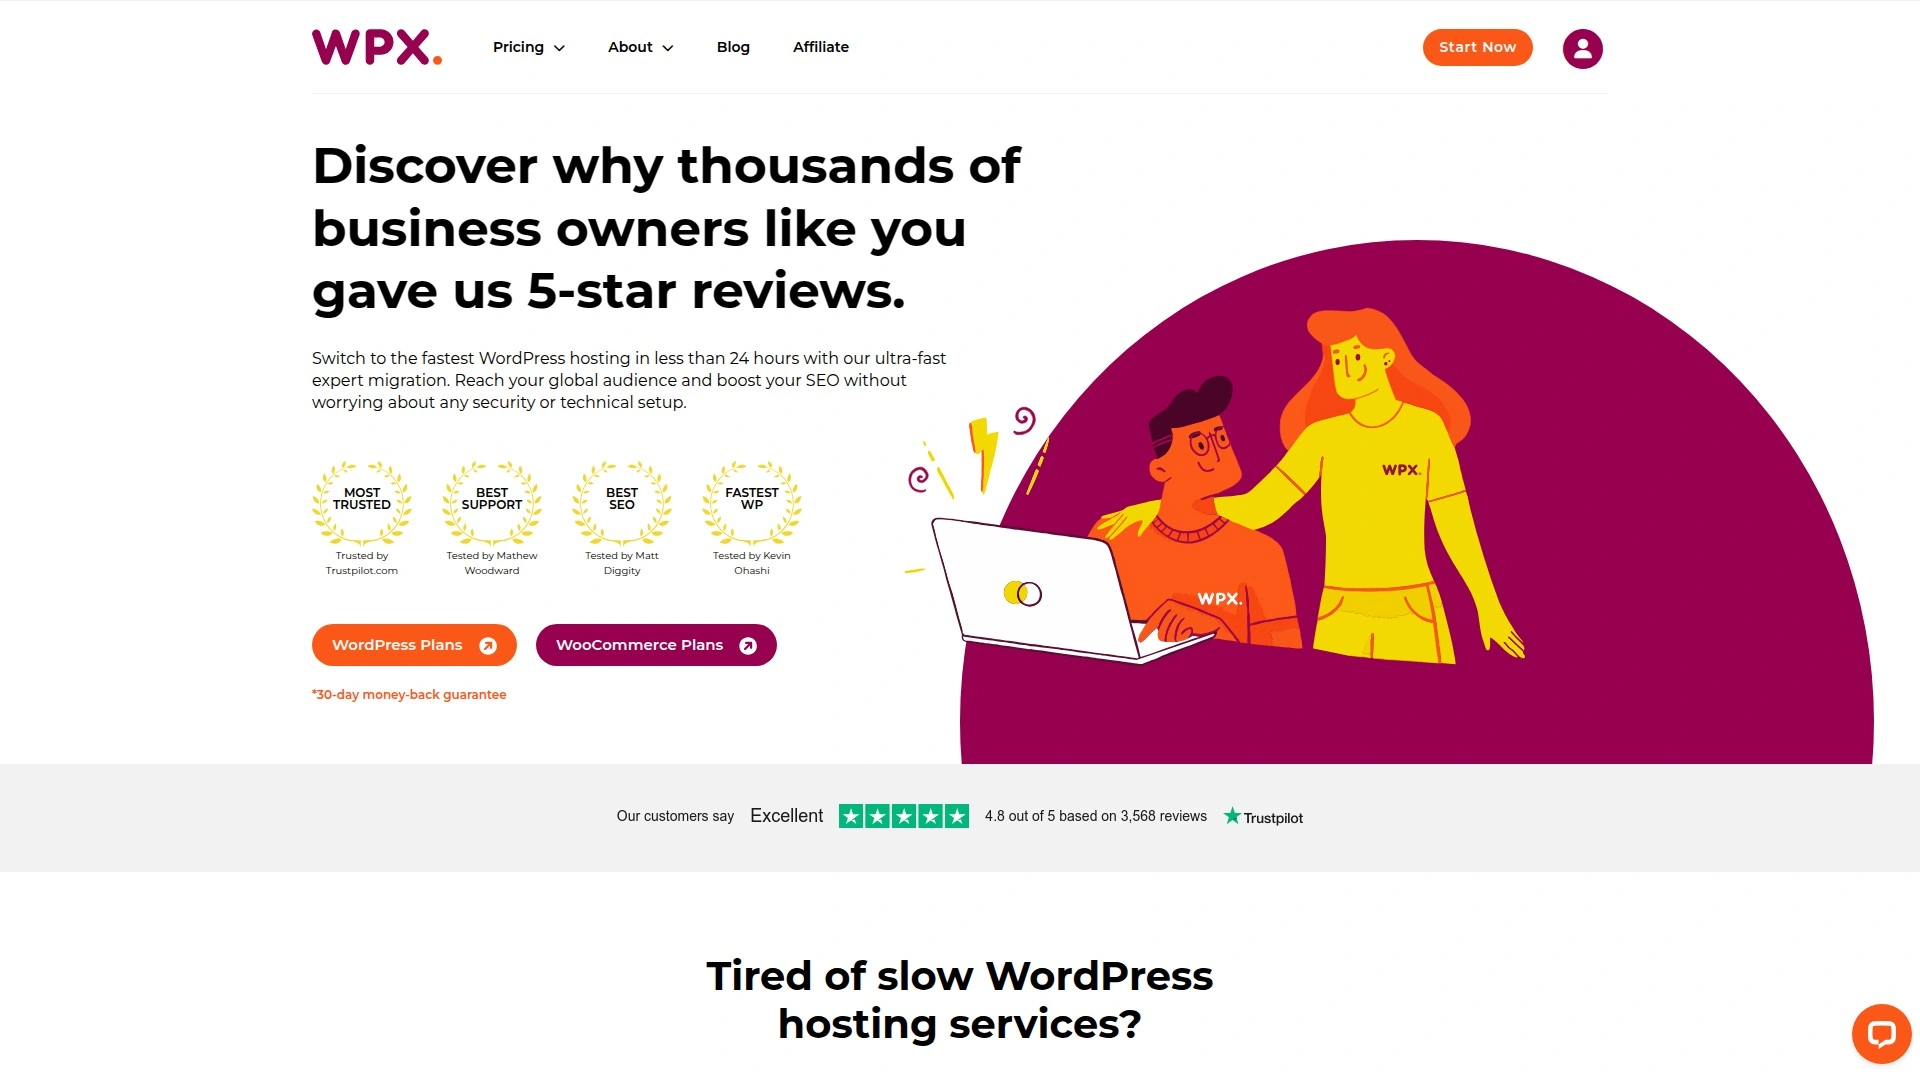 WPX.
Pricing
About
Blog
Affiliate
Start Now
Discover why thousands of
business owners like you
gave us 5-star reviews.
Switch to the fastest WordPress hosting in less than 24 hours with our ultra-fast
expert migration. Reach your global audience and boost your SEO without
worrying about any security or technical setup.
MOST
TRUSTED
Trusted by
Trustpilot.com
BEST
SUPPORT
Tested by Mathew
Woodward
BEST
SEO
Tested by Matt
Diggity
FASTEST
WP
Tested by Kevin
Ohashi
WordPress Plans
WooCommerce Plans
*30-day money-back guarantee
WPX.
WPX.
Our customers say Excellent 4.8 out of 5 based on 3,568 reviews Trustpilot
Tired of slow WordPress
hosting services?